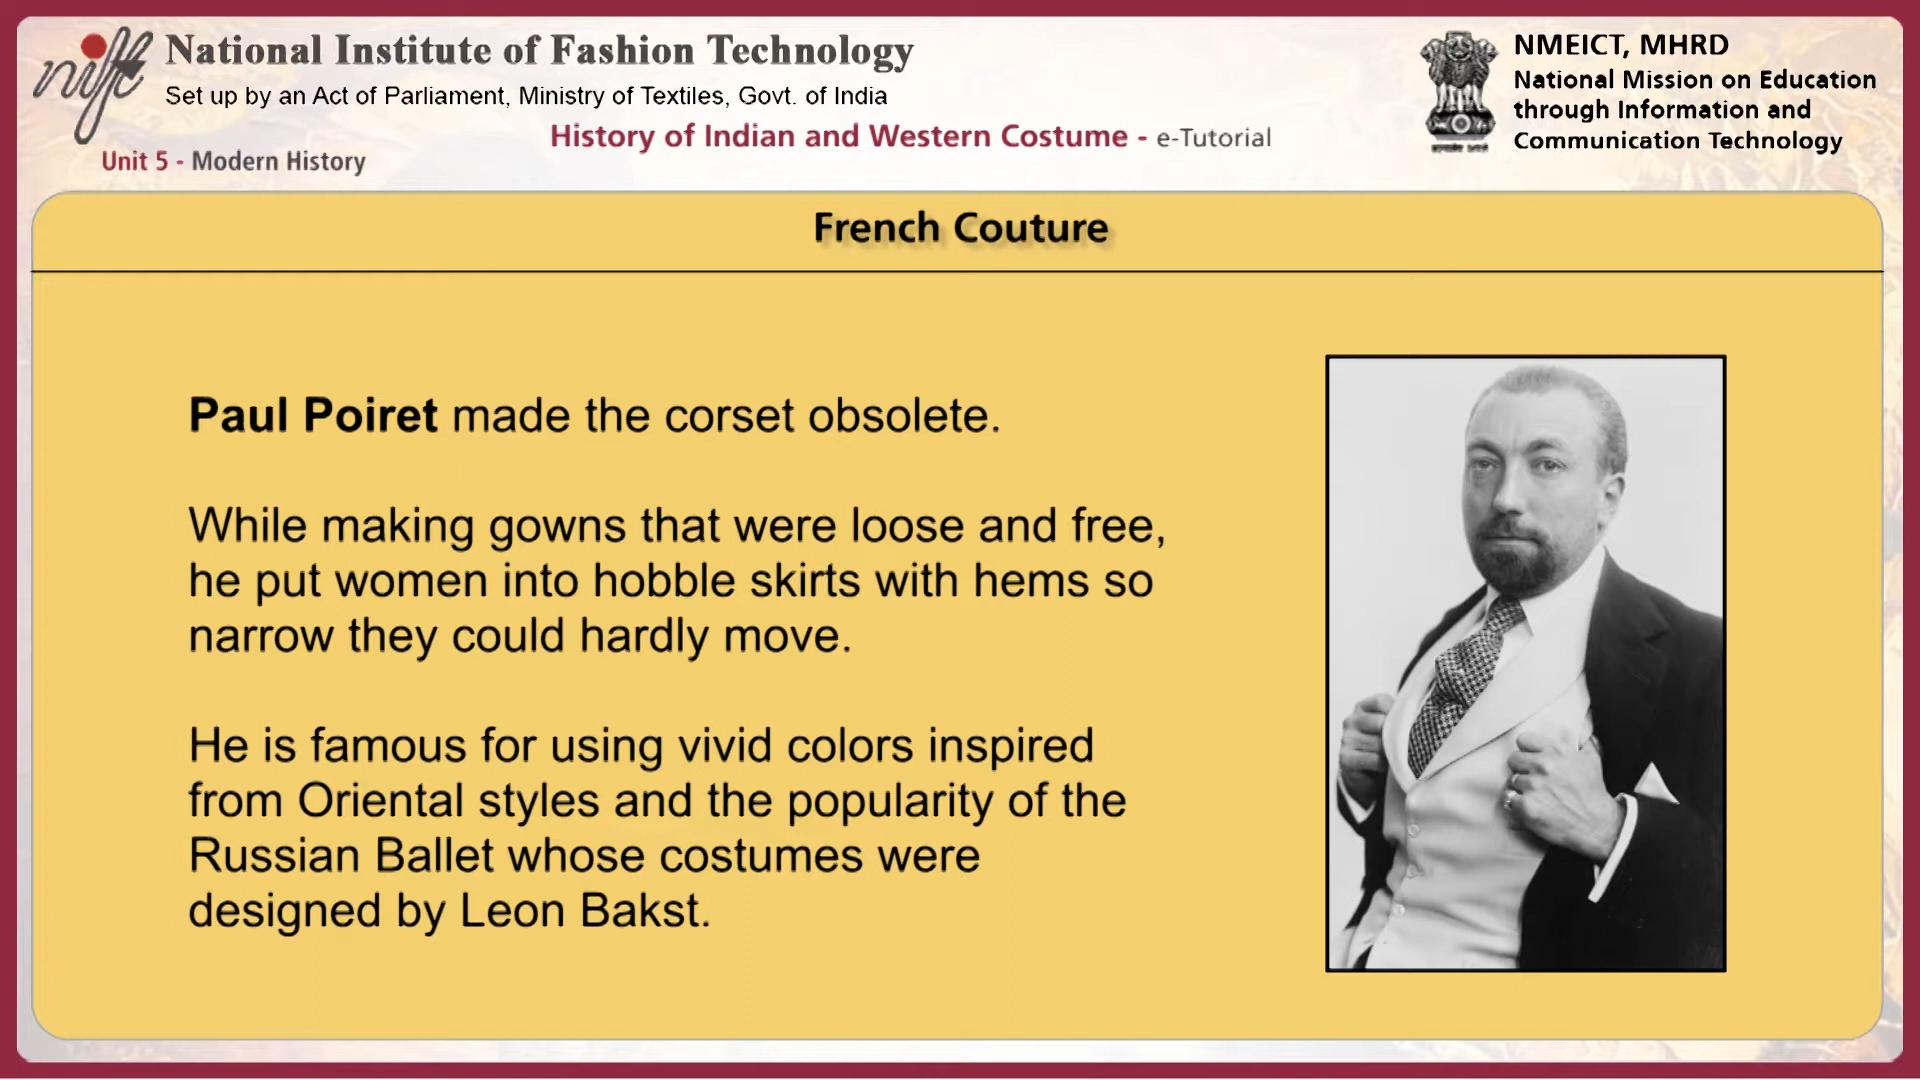 nift
National Institute of Fashion Technology
Set up by an Act of Parliament, Ministry of Textiles, Govt. of India
History of Indian and Western Costume - e-Tutorial
Unit 5 - Modern History
NMEICT, MHRD
National Mission on Education
through Information and
Communication Technology
French Couture
Paul Poiret made the corset obsolete.
While making gowns that were loose and free,
he put women into hobble skirts with hems so
narrow they could hardly move.
He is famous for using vivid colors inspired
from Oriental styles and the popularity of the
Russian Ballet whose costumes were
designed by Leon Bakst.